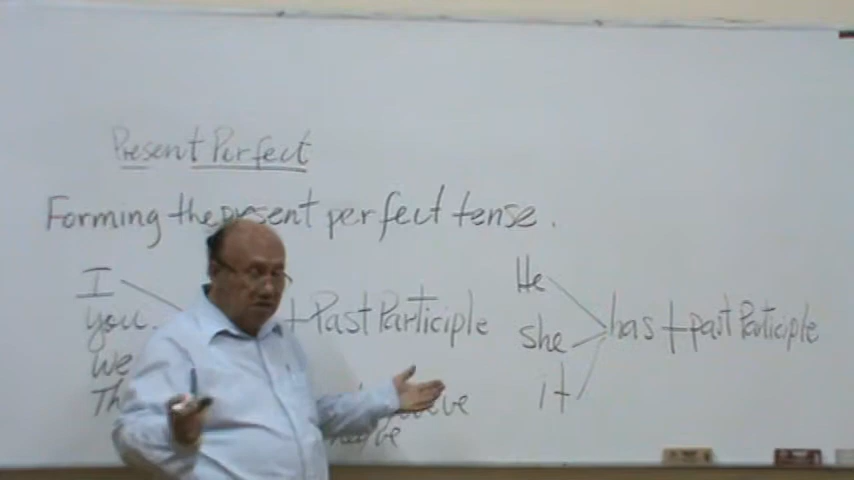 Present Perfect
Forming the present perfect tense.
I
you.
we
+ Past Participle
He
she
it
has + past Participle